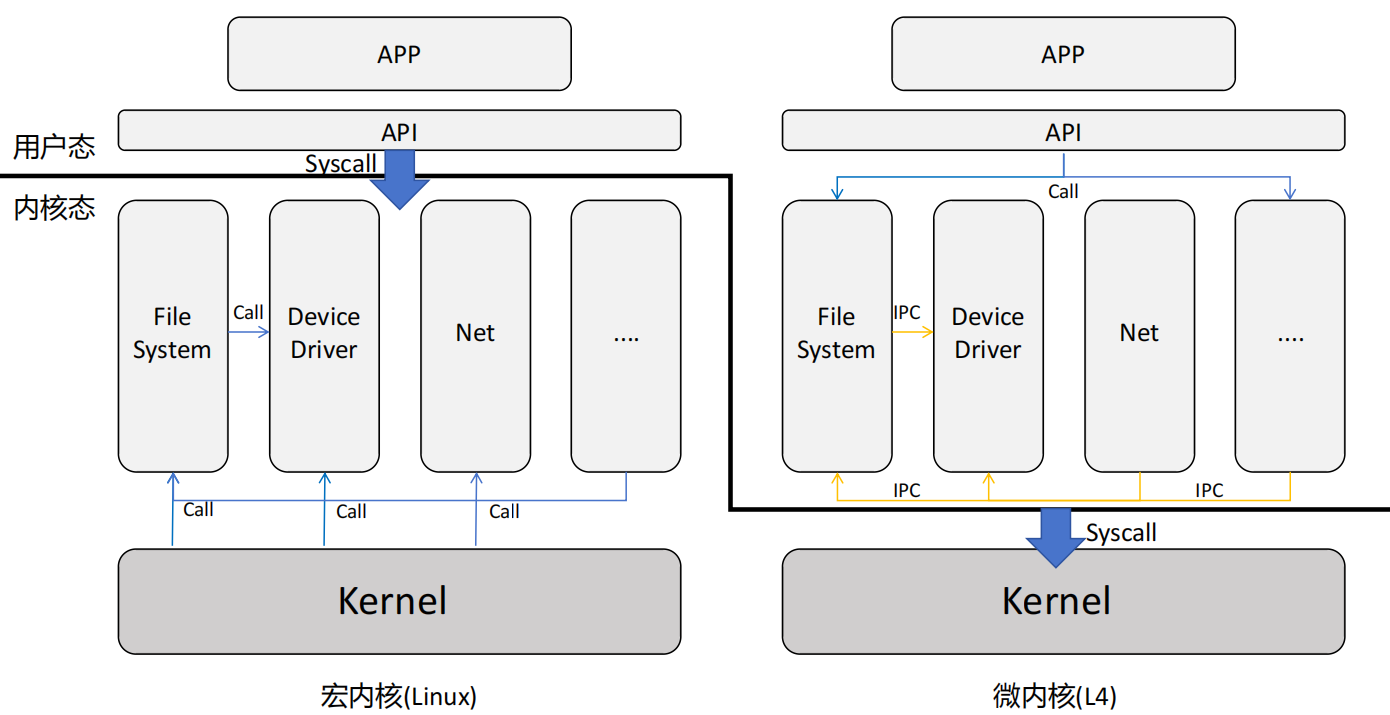 APP
API
用户态
Syscall
内核态
File
System
Call
Device
Driver
Net
....
Call
Call
Call
Kernel
宏内核(Linux)
APP
API
Call
File
System
IPC
Device
Driver
Net
....
IPC
IPC
Syscall
Kernel
微内核(L4)